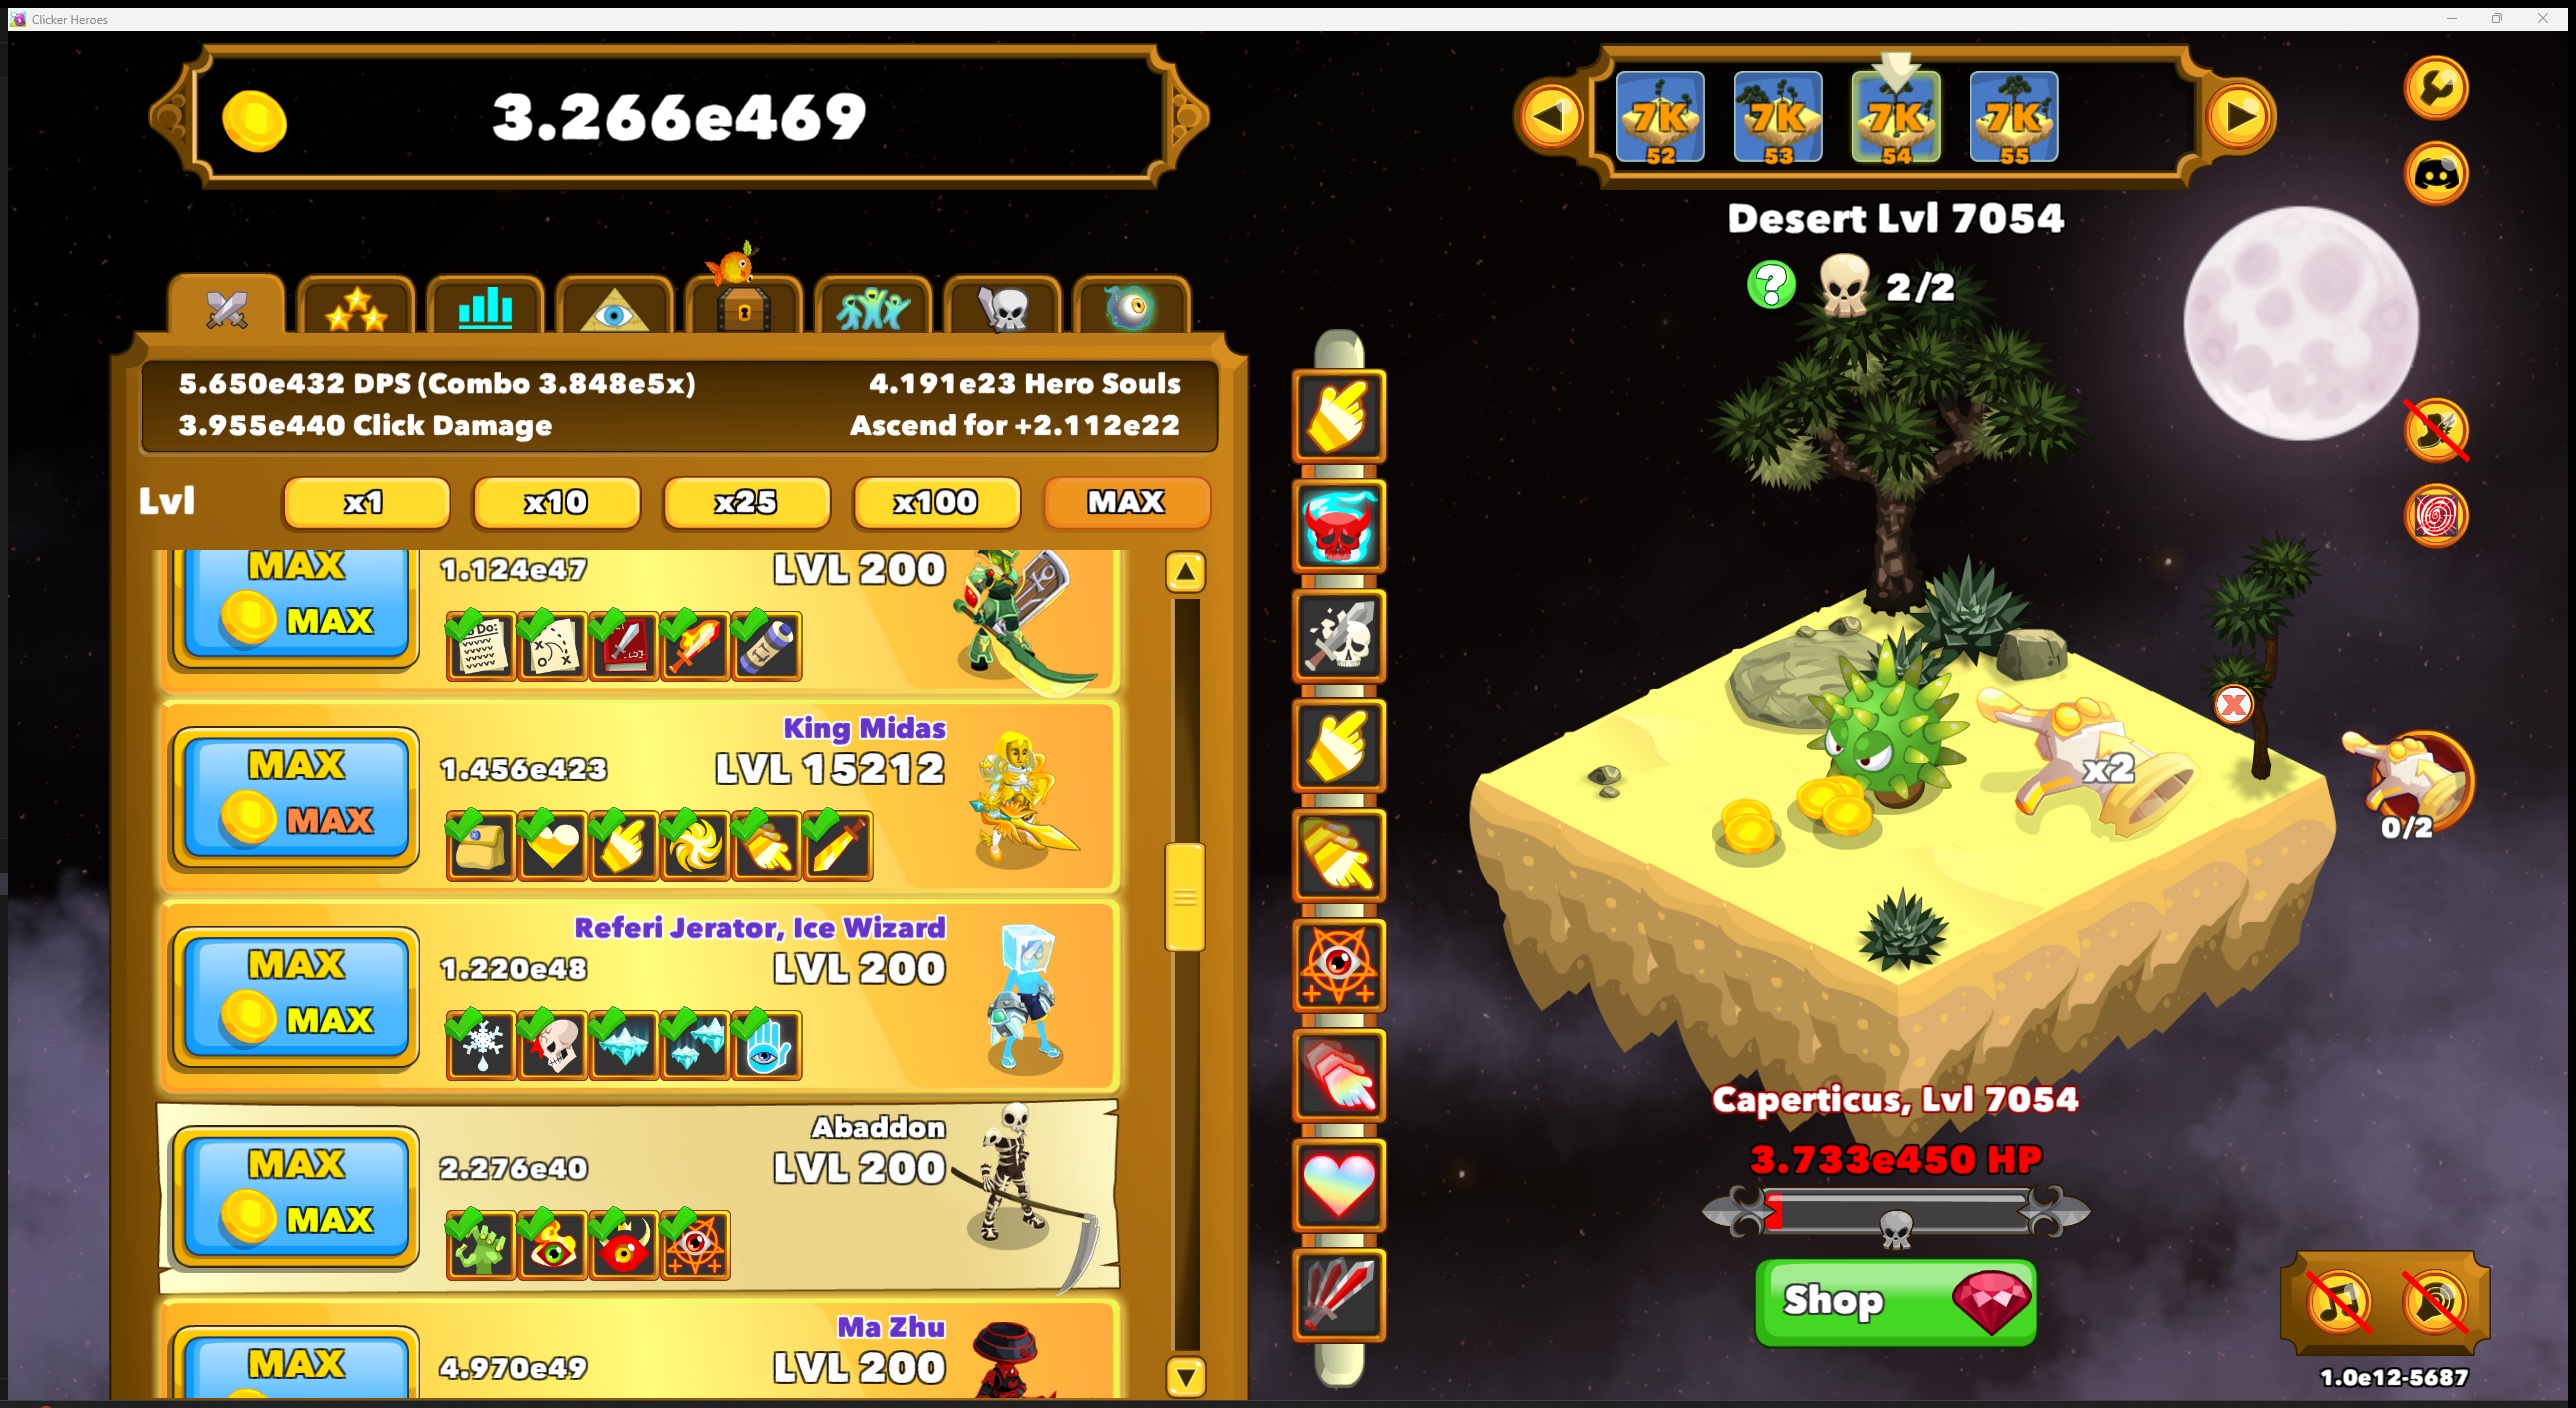 Clicker Heroes
3.266e469
7K
52
7K
53
7K
54
7K
55
Desert Lvl 7054
2/2
5.650e432 DPS (Combo 3.848e5x)
4.191e23 Hero Souls
3.955e440 Click Damage
Ascend for +2.112e22
Lvl
x1
x10
x25
x100
MAX
MAX
1.124e47
LVL 200
MAX
King Midas
MAX
1.456e423
LVL 15212
MAX
Referi Jerator, Ice Wizard
MAX
1.220e48
LVL 200
MAX
Abaddon
MAX
2.276e40
LVL 200
MAX
Ma Zhu
MAX
4.970e49
LVL 200
x2
0/2
Caperticus, Lvl 7054
3.733e450 HP
Shop
1.0e12-5687